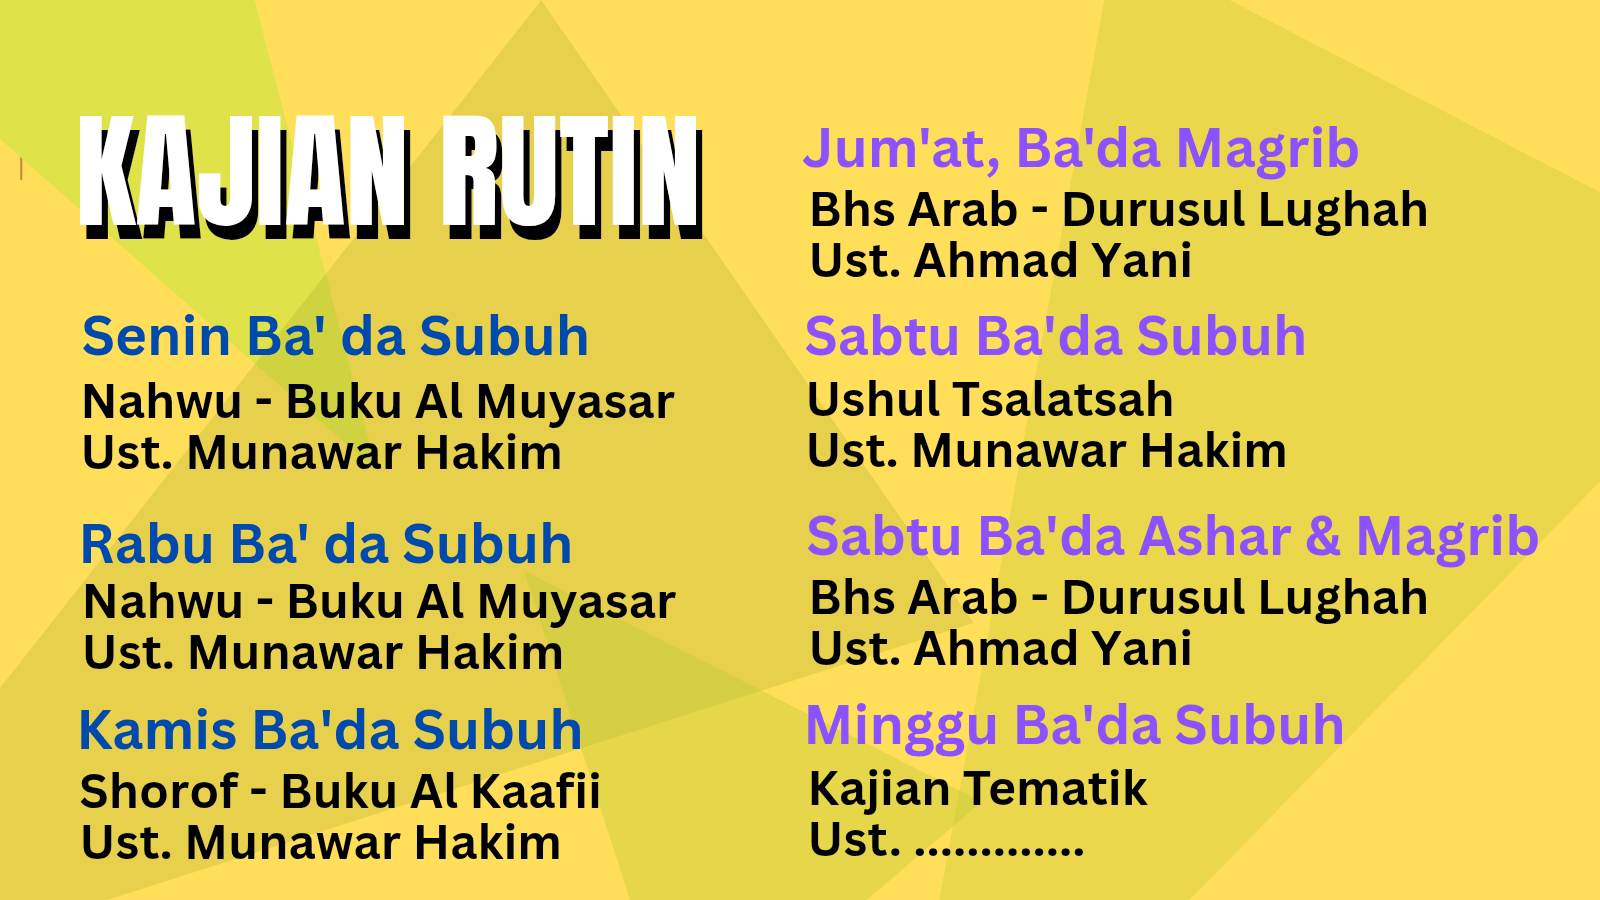 KAJIAN RUTIN
Senin Ba' da Subuh
Nahwu - Buku Al Muyasar
Ust. Munawar Hakim
Rabu Ba' da Subuh
Nahwu - Buku Al Muyasar
Ust. Munawar Hakim
Kamis Ba'da Subuh
Shorof - Buku Al Kaafii
Ust. Munawar Hakim
Jum'at, Ba'da Magrib
Bhs Arab - Durusul Lughah
Ust. Ahmad Yani
Sabtu Ba'da Subuh
Ushul Tsalatsah
Ust. Munawar Hakim
Sabtu Ba'da Ashar & Magrib
Bhs Arab - Durusul Lughah
Ust. Ahmad Yani
Minggu Ba'da Subuh
Kajian Tematik
Ust. .............